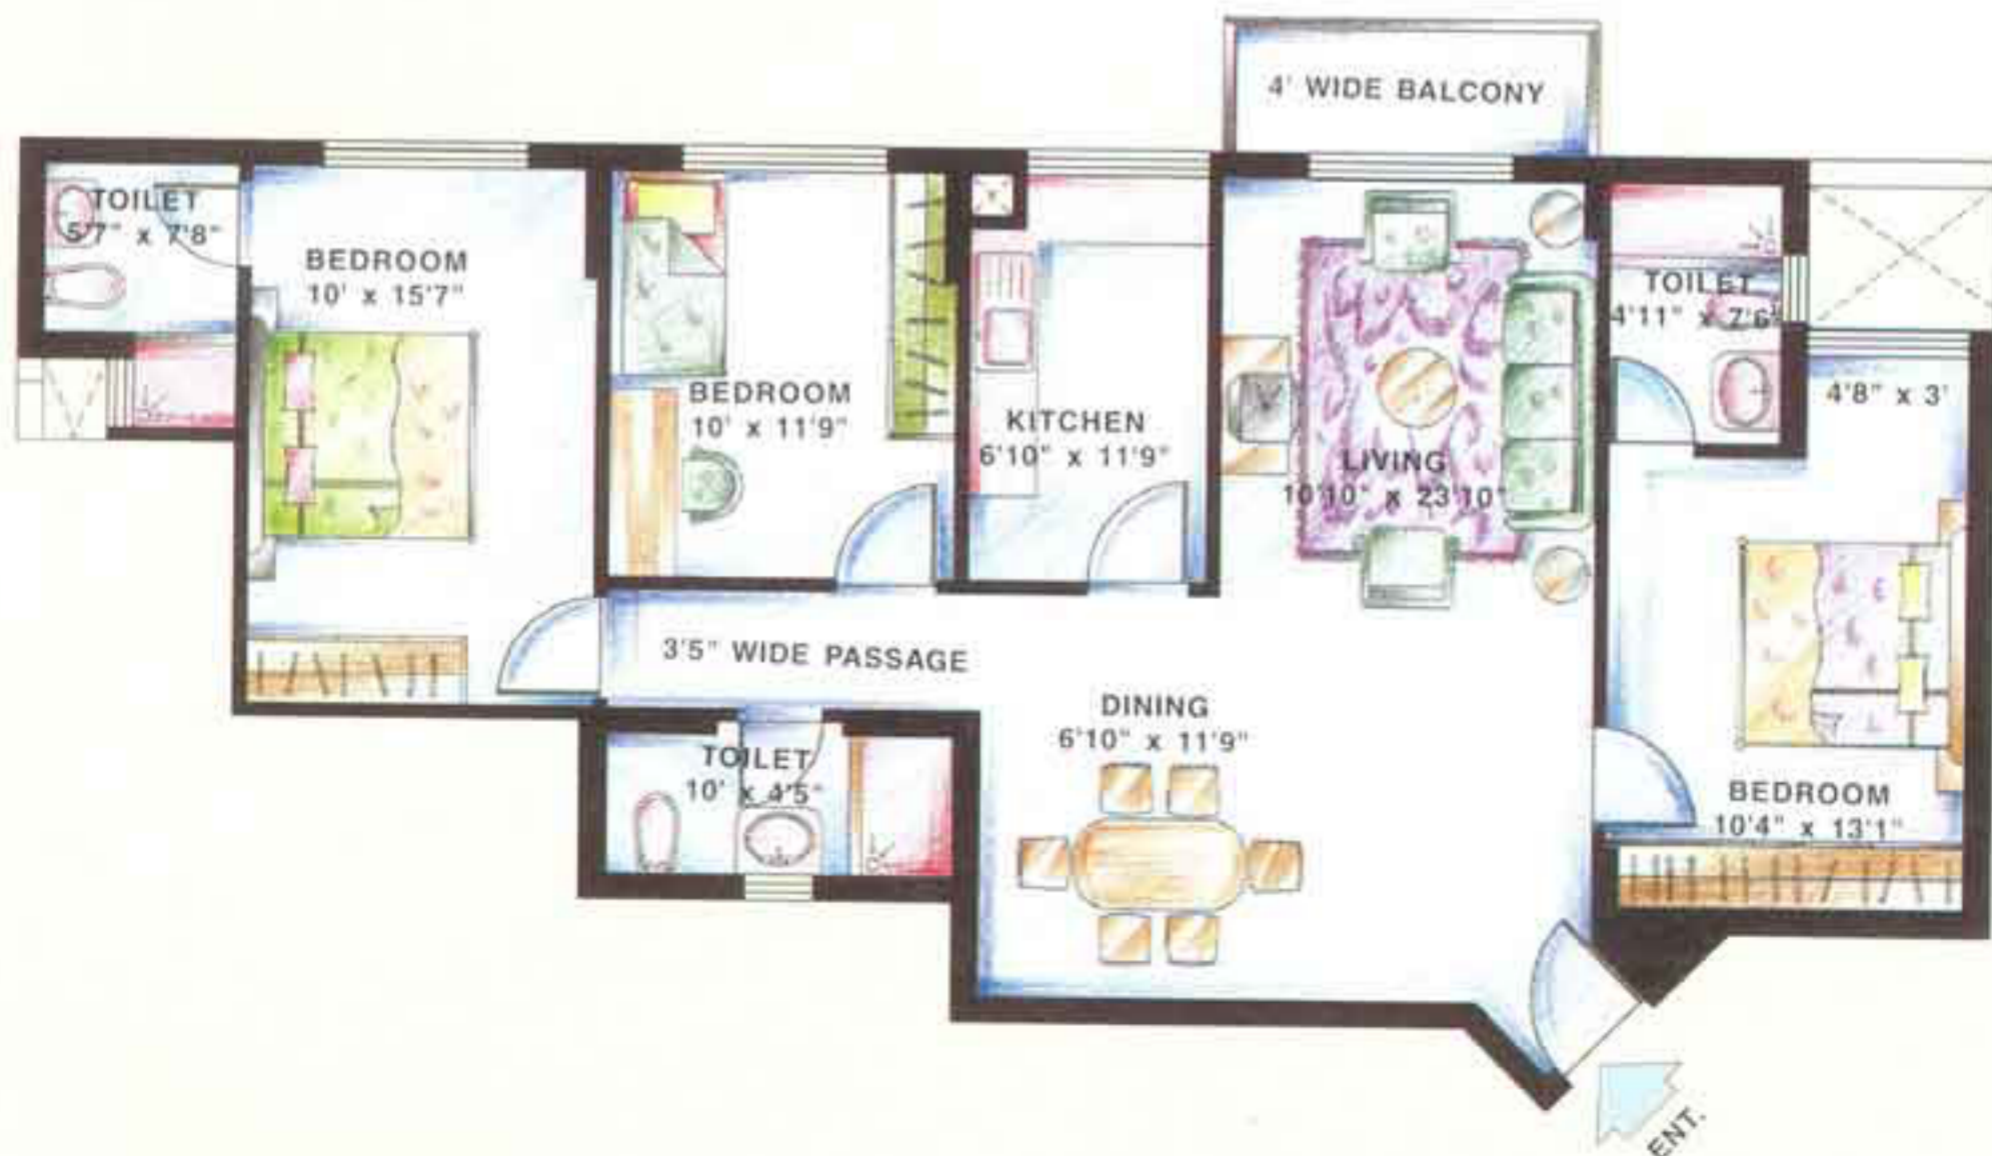 4' WIDE BALCONY
TOILET
5'7" x 7'8"
BEDROOM
10' x 15'7"
BEDROOM
10' x 11'9"
KITCHEN
6'10" x 11'9"
LIVING
10'10" x 23'10"
TOILET
4'11" x 7'6"
4'8" x 3'
3'5" WIDE PASSAGE
TOILET
10' x 4'5"
DINING
6'10" x 11'9"
BEDROOM
10'4" x 13'1"
ENT.